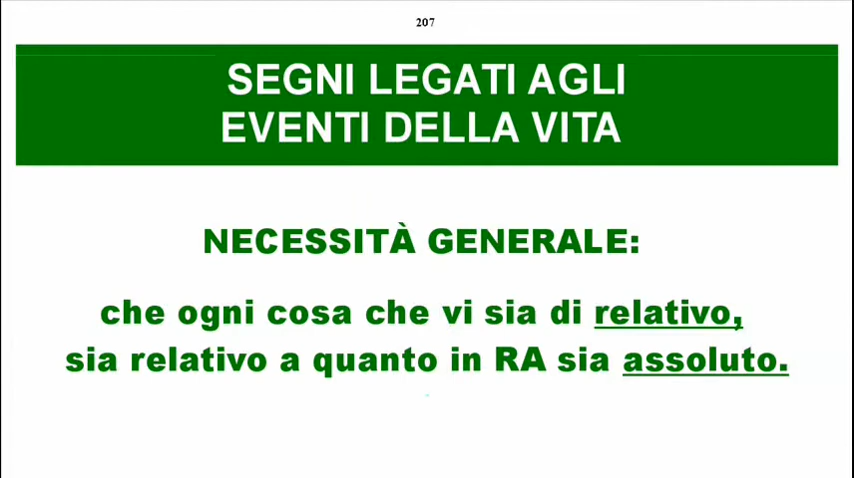 207
SEGNI LEGATI AGLI
EVENTI DELLA VITA
NECESSITÀ GENERALE:
che ogni cosa che vi sia di relativo,
sia relativo a quanto in RA sia assoluto.